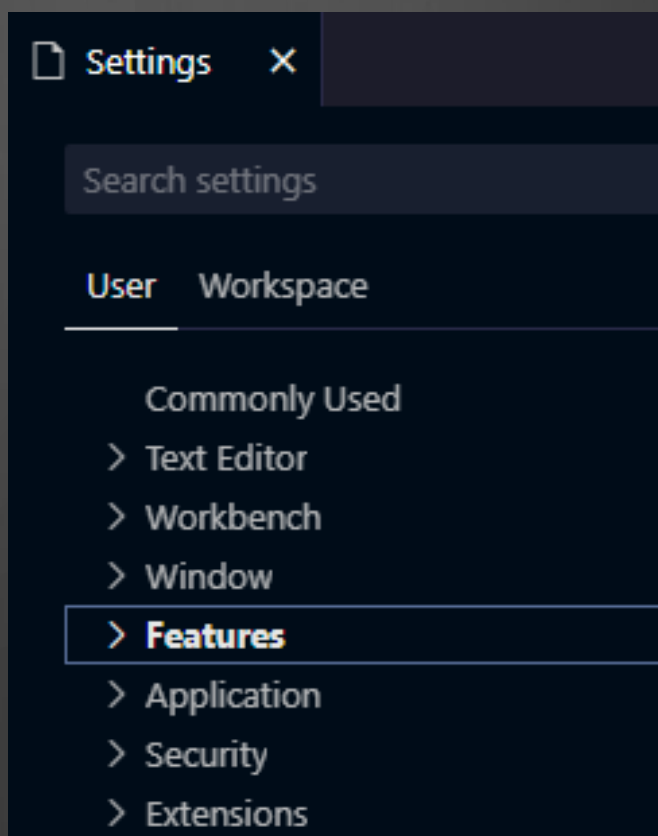 Settings
Search settings
User Workspace
Commonly Used
Text Editor
Workbench
Window
Features
Application
Security
Extensions